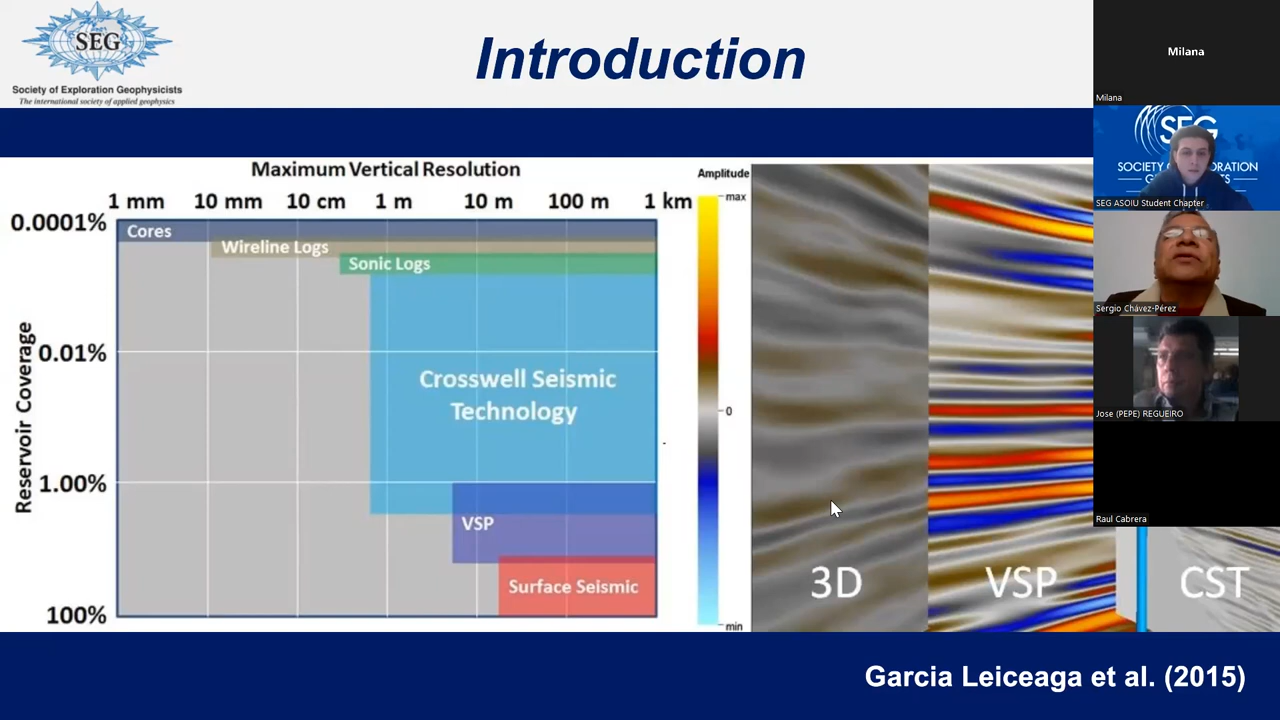 SEG
Society of Exploration Geophysicists
The international society of applied geophysics
Introduction
Maximum Vertical Resolution
1 mm 10 mm 10 cm 1 m 10 m 100 m 1 km
Reservoir Coverage
0.0001%
0.01%
1.00%
100%
Cores
Wireline Logs
Sonic Logs
Crosswell Seismic
Technology
VSP
Surface Seismic
Amplitude
max
0
min
3D
VSP
CST
Garcia Leiceaga et al. (2015)
Milana
Milana
SEG
SOCIETY
SEG ASOIU Student Chapter
Sergio Chávez-Pérez
Jose (PEPE) REGUEIRO
Raul Cabrera